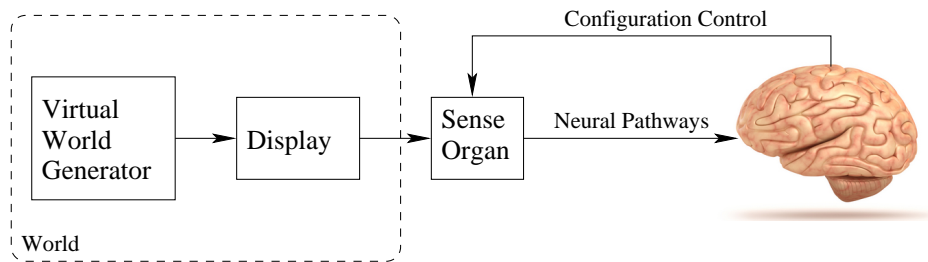 Configuration Control
Virtual
World
Generator
Display
Sense
Organ
Neural Pathways
World